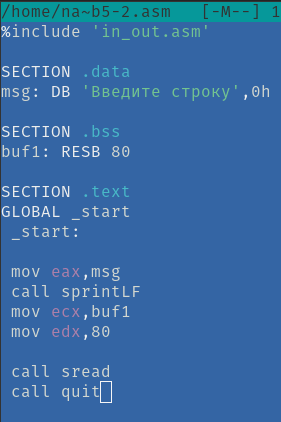 /home/na~b5-2.asm   [-M--] 1
%include 'in_out.asm'
SECTION .data
msg: DB 'Введите строку',0h
SECTION .bss
buf1: RESB 80
SECTION .text
GLOBAL _start
_start:
mov eax,msg
call sprintLF
mov ecx,buf1
mov edx,80
call sread
call quit